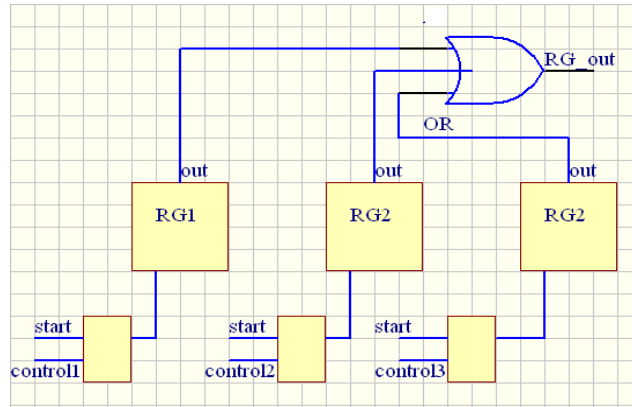 RG_out
OR
out out out
RG1 RG2 RG2
start start start
control1 control2 control3